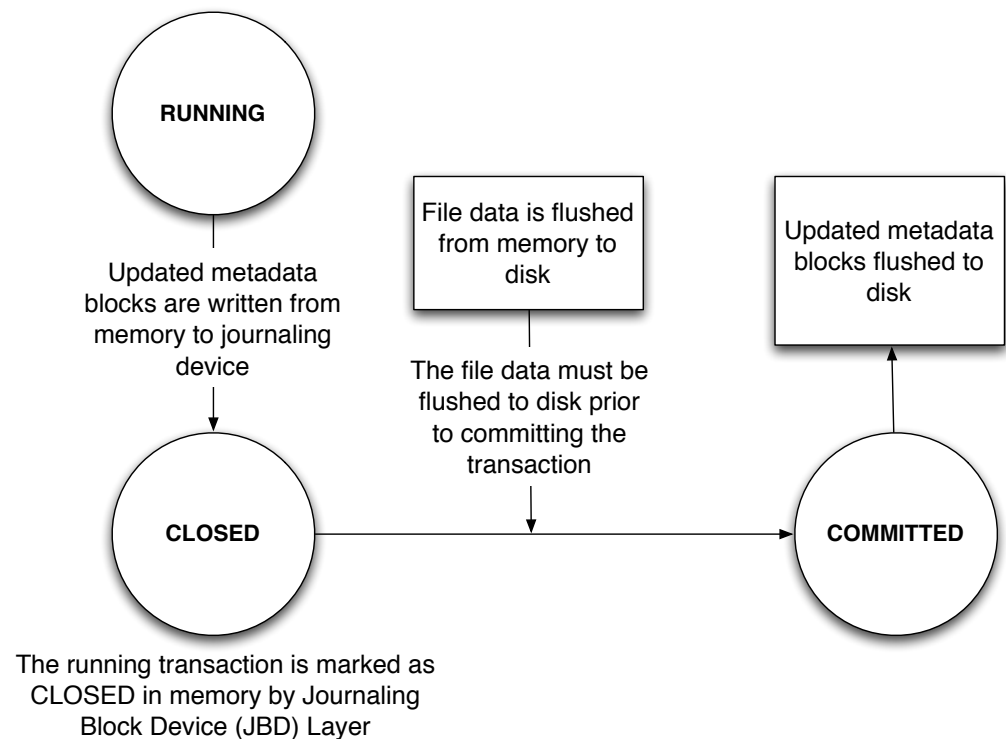 RUNNING
Updated metadata
blocks are written from
memory to journaling
device
File data is flushed
from memory to
disk
Updated metadata
blocks flushed to
disk
The file data must be
flushed to disk prior
to committing the
transaction
CLOSED
COMMITTED
The running transaction is marked as
CLOSED in memory by Journaling
Block Device (JBD) Layer